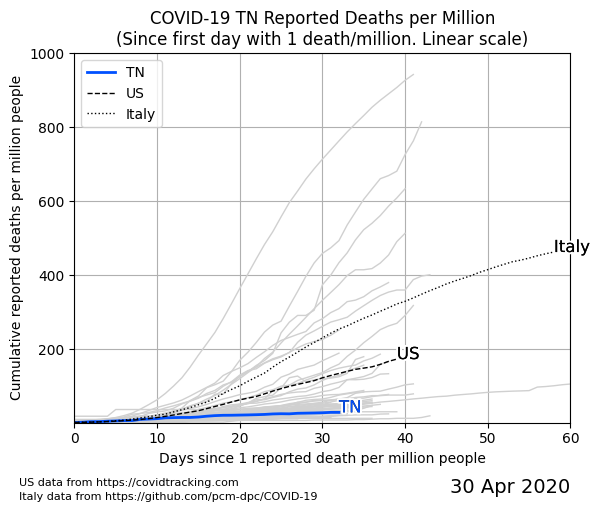 COVID-19 TN Reported Deaths per Million
(Since first day with 1 death/million. Linear scale)
Cumulative reported deaths per million people
1000
800
600
400
200
TN
US
Italy
Italy
US
TN
0 10 20 30 40 50 60
Days since 1 reported death per million people
US data from https://covidtracking.com
Italy data from https://github.com/pcm-dpc/COVID-19
30 Apr 2020